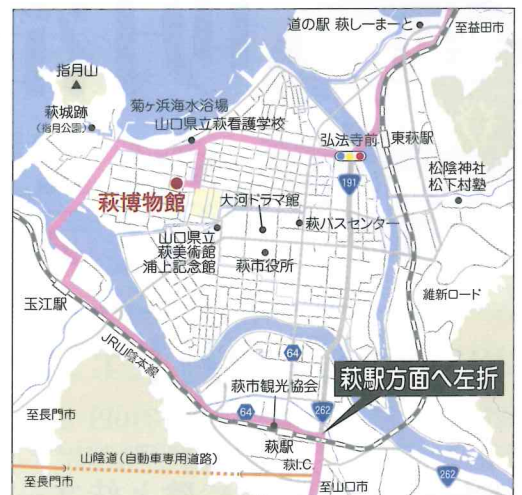 道の駅 萩しーまーと
至益田市
指月山
萩城跡
(指月公園)
菊ヶ浜海水浴場
山口県立萩看護学校
弘法寺前
東萩駅
191
松陰神社
松下村塾
萩博物館
大河ドラマ館
萩バスセンター
山口県立
萩美術館
浦上記念館
萩市役所
維新ロード
玉江駅
JR山陰本線
64
萩駅方面へ左折
萩市観光協会
64
262
至長門市
萩駅
山陰道(自動車専用道路)
萩I.C.
至長門市
至山口市
262